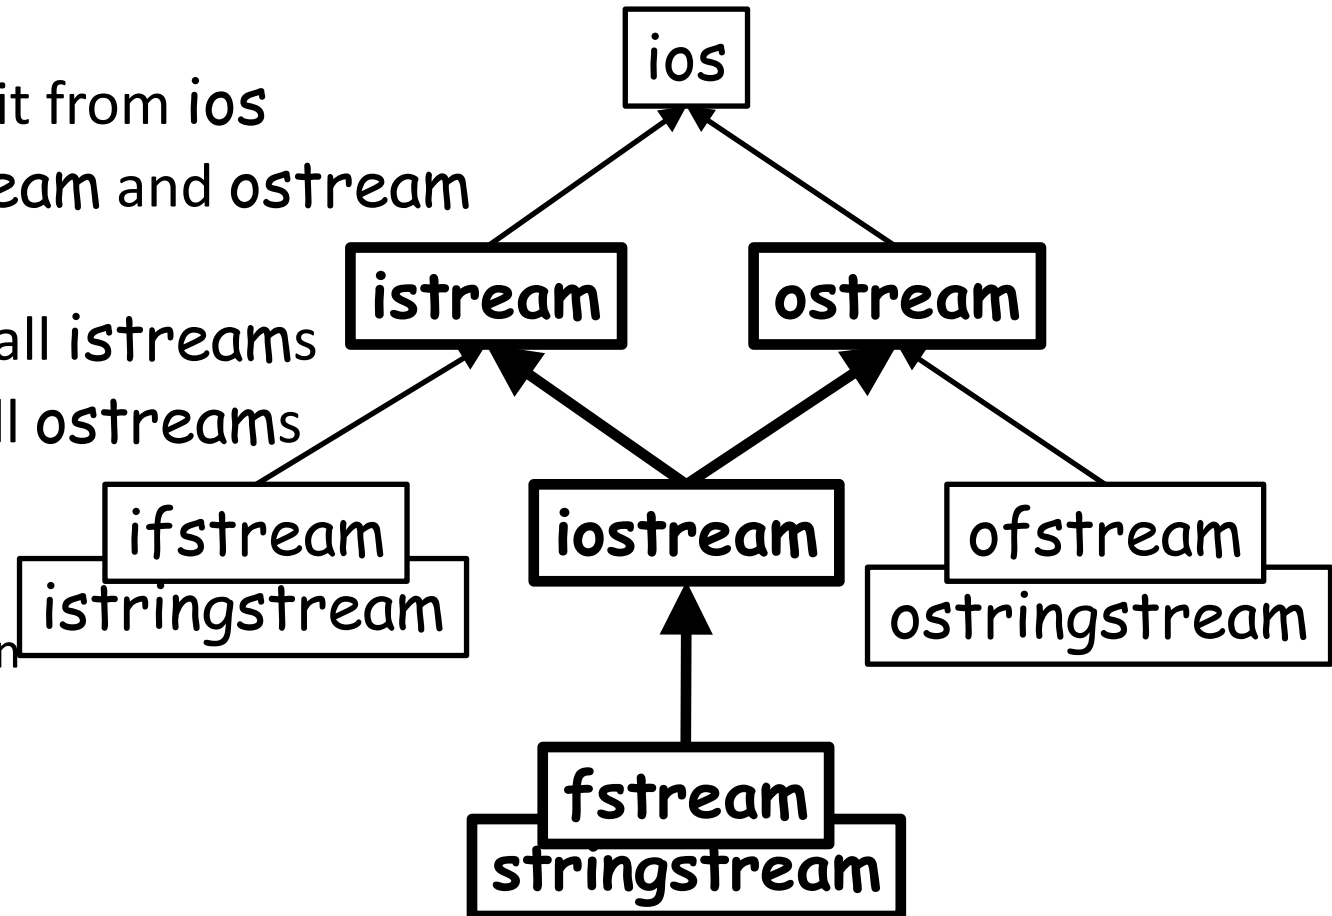 ios
it from ios
eam and ostream
istream
ostream
all istreams
ll ostreams
ifstream
iostream
ofstream
istringstream
ostringstream
n
fstream
stringstream